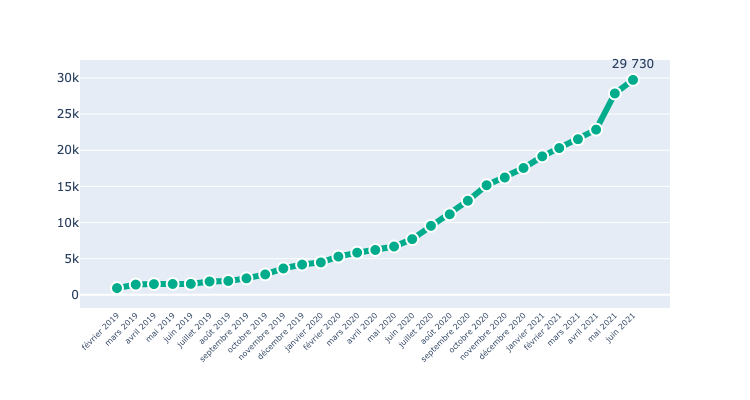 29 730
30k
25k
20k
15k
10k
5k
0
février 2019
mars 2019
avril 2019
mai 2019
juin 2019
juillet 2019
août 2019
septembre 2019
octobre 2019
novembre 2019
décembre 2019
janvier 2020
février 2020
mars 2020
avril 2020
mai 2020
juin 2020
juillet 2020
août 2020
septembre 2020
octobre 2020
novembre 2020
décembre 2020
janvier 2021
février 2021
mars 2021
avril 2021
mai 2021
juin 2021